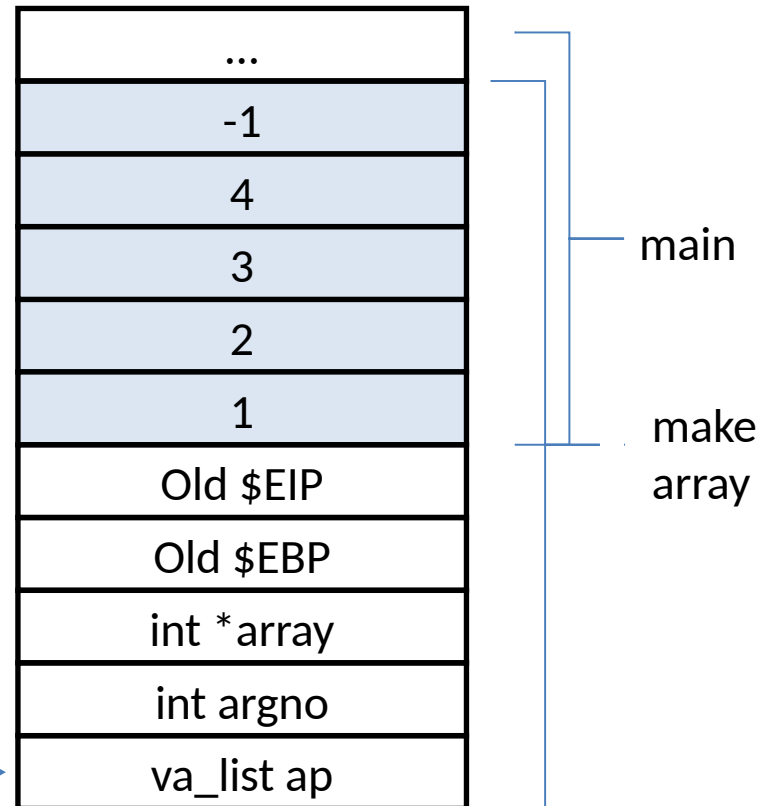 ...
-1
4
3
2
1
Old $EIP
Old $EBP
int *array
int argno
va_list ap
main
make
array